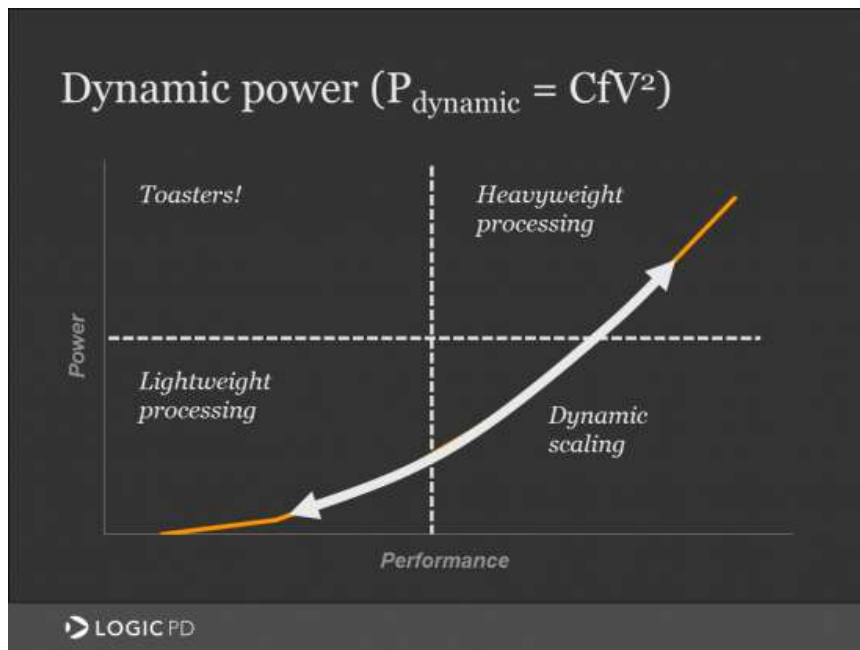 Dynamic power (Pdynamic = CfV²)
Toasters!
Heavyweight
processing
Power
Lightweight
processing
Dynamic
scaling
Performance
LOGIC PD